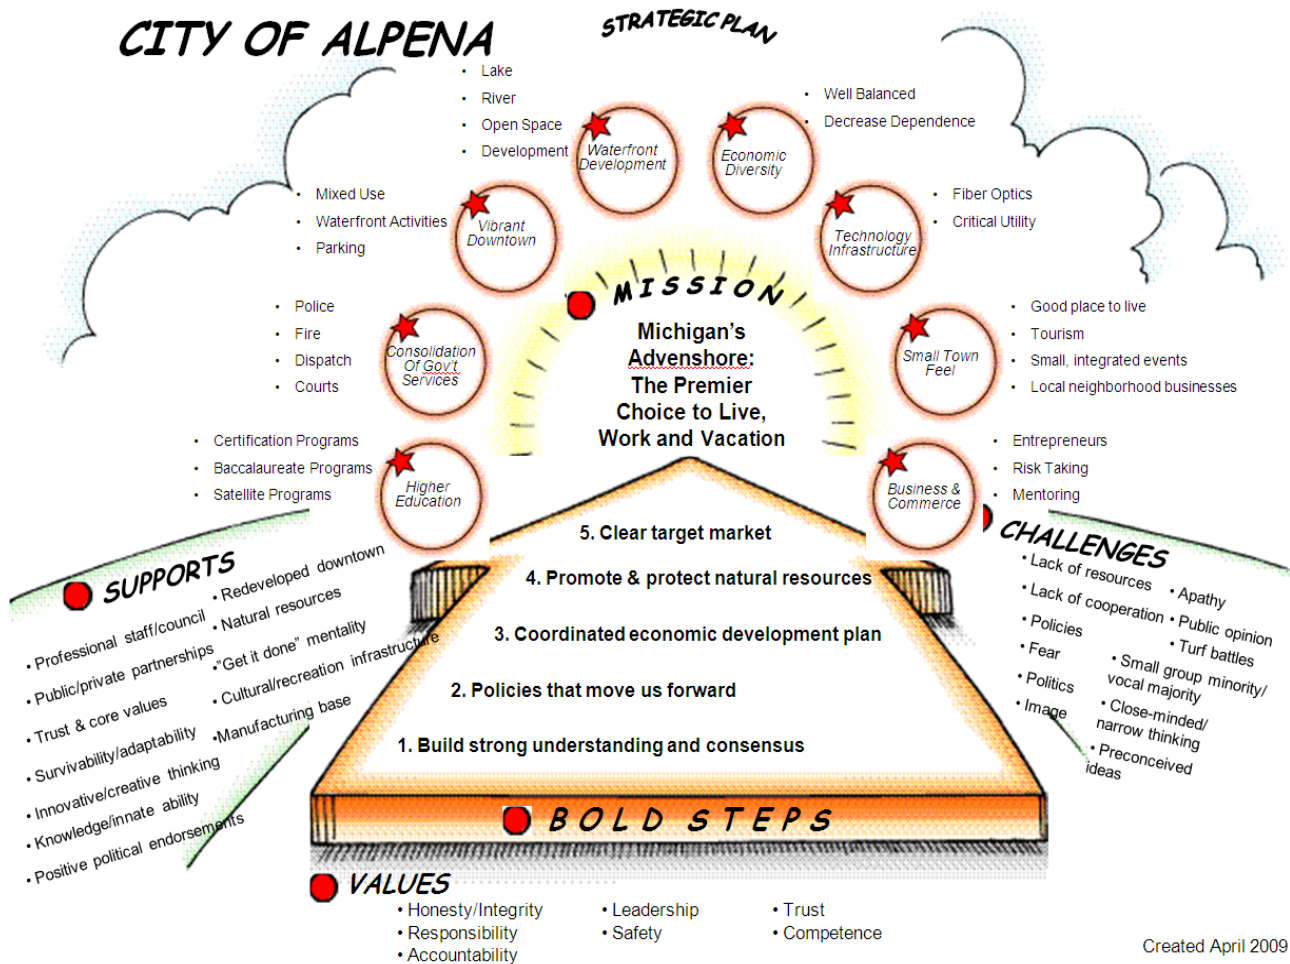 CITY OF ALPENA
STRATEGIC PLAN
• Lake
• River
• Open Space
• Development
Waterfront
Development
Economic
Diversity
• Well Balanced
• Decrease Dependence
• Mixed Use
• Waterfront Activities
• Parking
Vibrant
Downtown
Technology
Infrastructure
• Fiber Optics
• Critical Utility
• Police
• Fire
• Dispatch
• Courts
Consolidation
Of Gov't
Services
Small Town
Feel
• Good place to live
• Tourism
• Small, integrated events
• Local neighborhood businesses
• Certification Programs
• Baccalaureate Programs
• Satellite Programs
Higher
Education
Business &
Commerce
• Entrepreneurs
• Risk Taking
• Mentoring
MISSION
Michigan's
Advenshore:
The Premier
Choice to Live,
Work and Vacation
5. Clear target market
4. Promote & protect natural resources
3. Coordinated economic development plan
2. Policies that move us forward
1. Build strong understanding and consensus
BOLD STEPS
SUPPORTS
• Professional staff/council
• Public/private partnerships
• Trust & core values
• Survivability/adaptability
• Innovative/creative thinking
• Knowledge/innate ability
• Positive political endorsements
• Redeveloped downtown
• Natural resources
•"Get it done" mentality
• Cultural/recreation infrastructure
•Manufacturing base
CHALLENGES
• Lack of resources
• Lack of cooperation
• Policies
• Fear
• Politics
• Image
• Apathy
• Public opinion
• Turf battles
• Small group minority/
vocal majority
• Close-minded/
narrow thinking
• Preconceived
ideas
VALUES
• Honesty/Integrity
• Responsibility
• Accountability
• Leadership
• Safety
• Trust
• Competence
Created April 2009